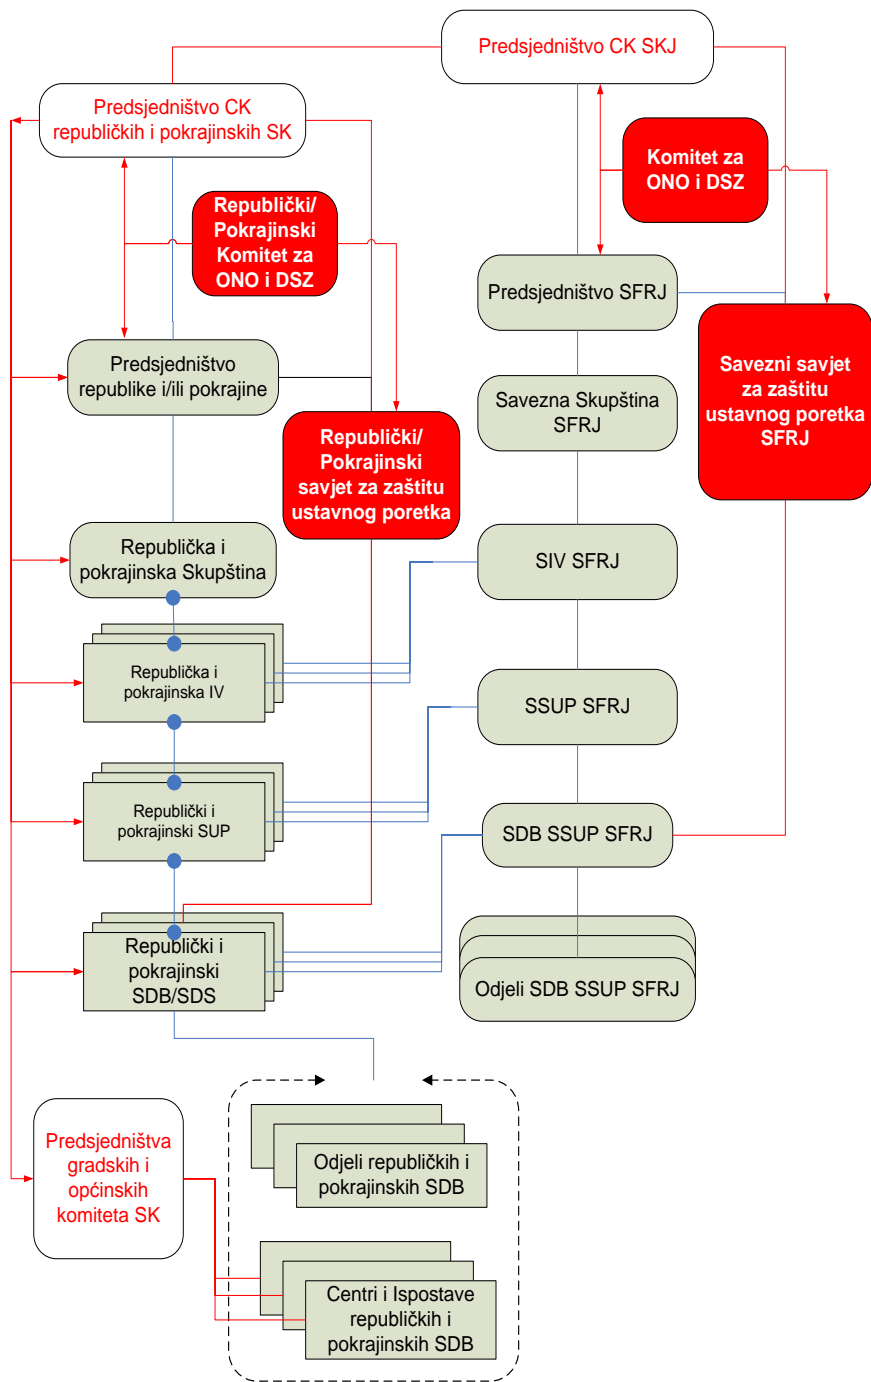 Predsjedništvo CK SKJ
Predsjedništvo CK
republičkih i pokrajinskih SK
Komitet za
ONO i DSZ
Republički/
Pokrajinski
Komitet za
ONO i DSZ
Predsjedništvo SFRJ
Predsjedništvo
republike i/ili pokrajine
Savezni savjet
za zaštitu
ustavnog poretka
SFRJ
Savezna Skupština
SFRJ
Republički/
Pokrajinski
savjet za zaštitu
ustavnog poretka
Republička i
pokrajinska Skupština
SIV SFRJ
Republička i
pokrajinska IV
SSUP SFRJ
Republički i
pokrajinski SUP
SDB SSUP SFRJ
Republički i
pokrajinski
SDB/SDS
Odjeli SDB SSUP SFRJ
Predsjedništva
gradskih i
općinskih
komiteta SK
Odjeli republičkih i
pokrajinskih SDB
Centri i Ispostave
republičkih i
pokrajinskih SDB